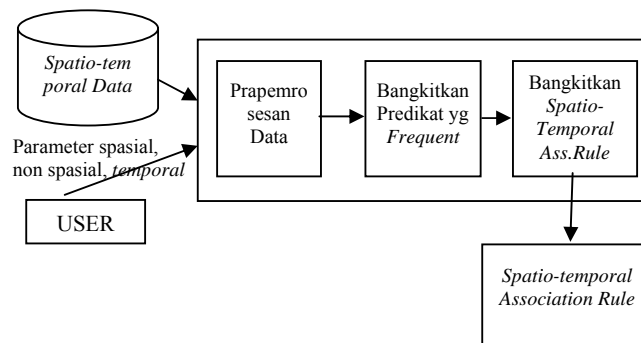 Spatio-tem
poral Data
Parameter spasial,
non spasial, temporal
USER
Prapemro
sesan
Data
Bangkitkan
Predikat yg
Frequent
Bangkitkan
Spatio-
Temporal
Ass.Rule
Spatio-temporal
Association Rule